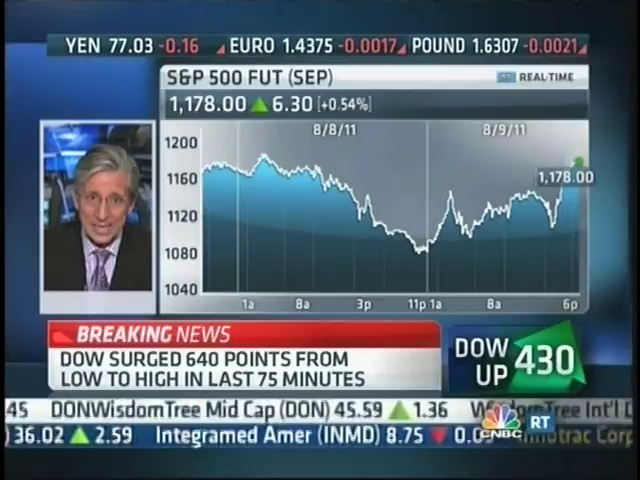 YEN 77.03 -0.16 EURO 1.4375 -0.0017 POUND 1.6307 -0.0021
S&P 500 FUT (SEP) RT REAL-TIME
1,178.00 6.30 [+0.54%]
8/8/11 8/9/11
1200
1160
1120
1080
1040
1,178.00
1a 8a 3p 11p 1a 8a 6p
BREAKING NEWS
DOW SURGED 640 POINTS FROM
LOW TO HIGH IN LAST 75 MINUTES
DOW UP 430
45 DONWisdomTree Mid Cap (DON) 45.59 1.36 WisdomTree Int'l D
36.02 2.59 Integramed Amer (INMD) 8.75
CNBC RT